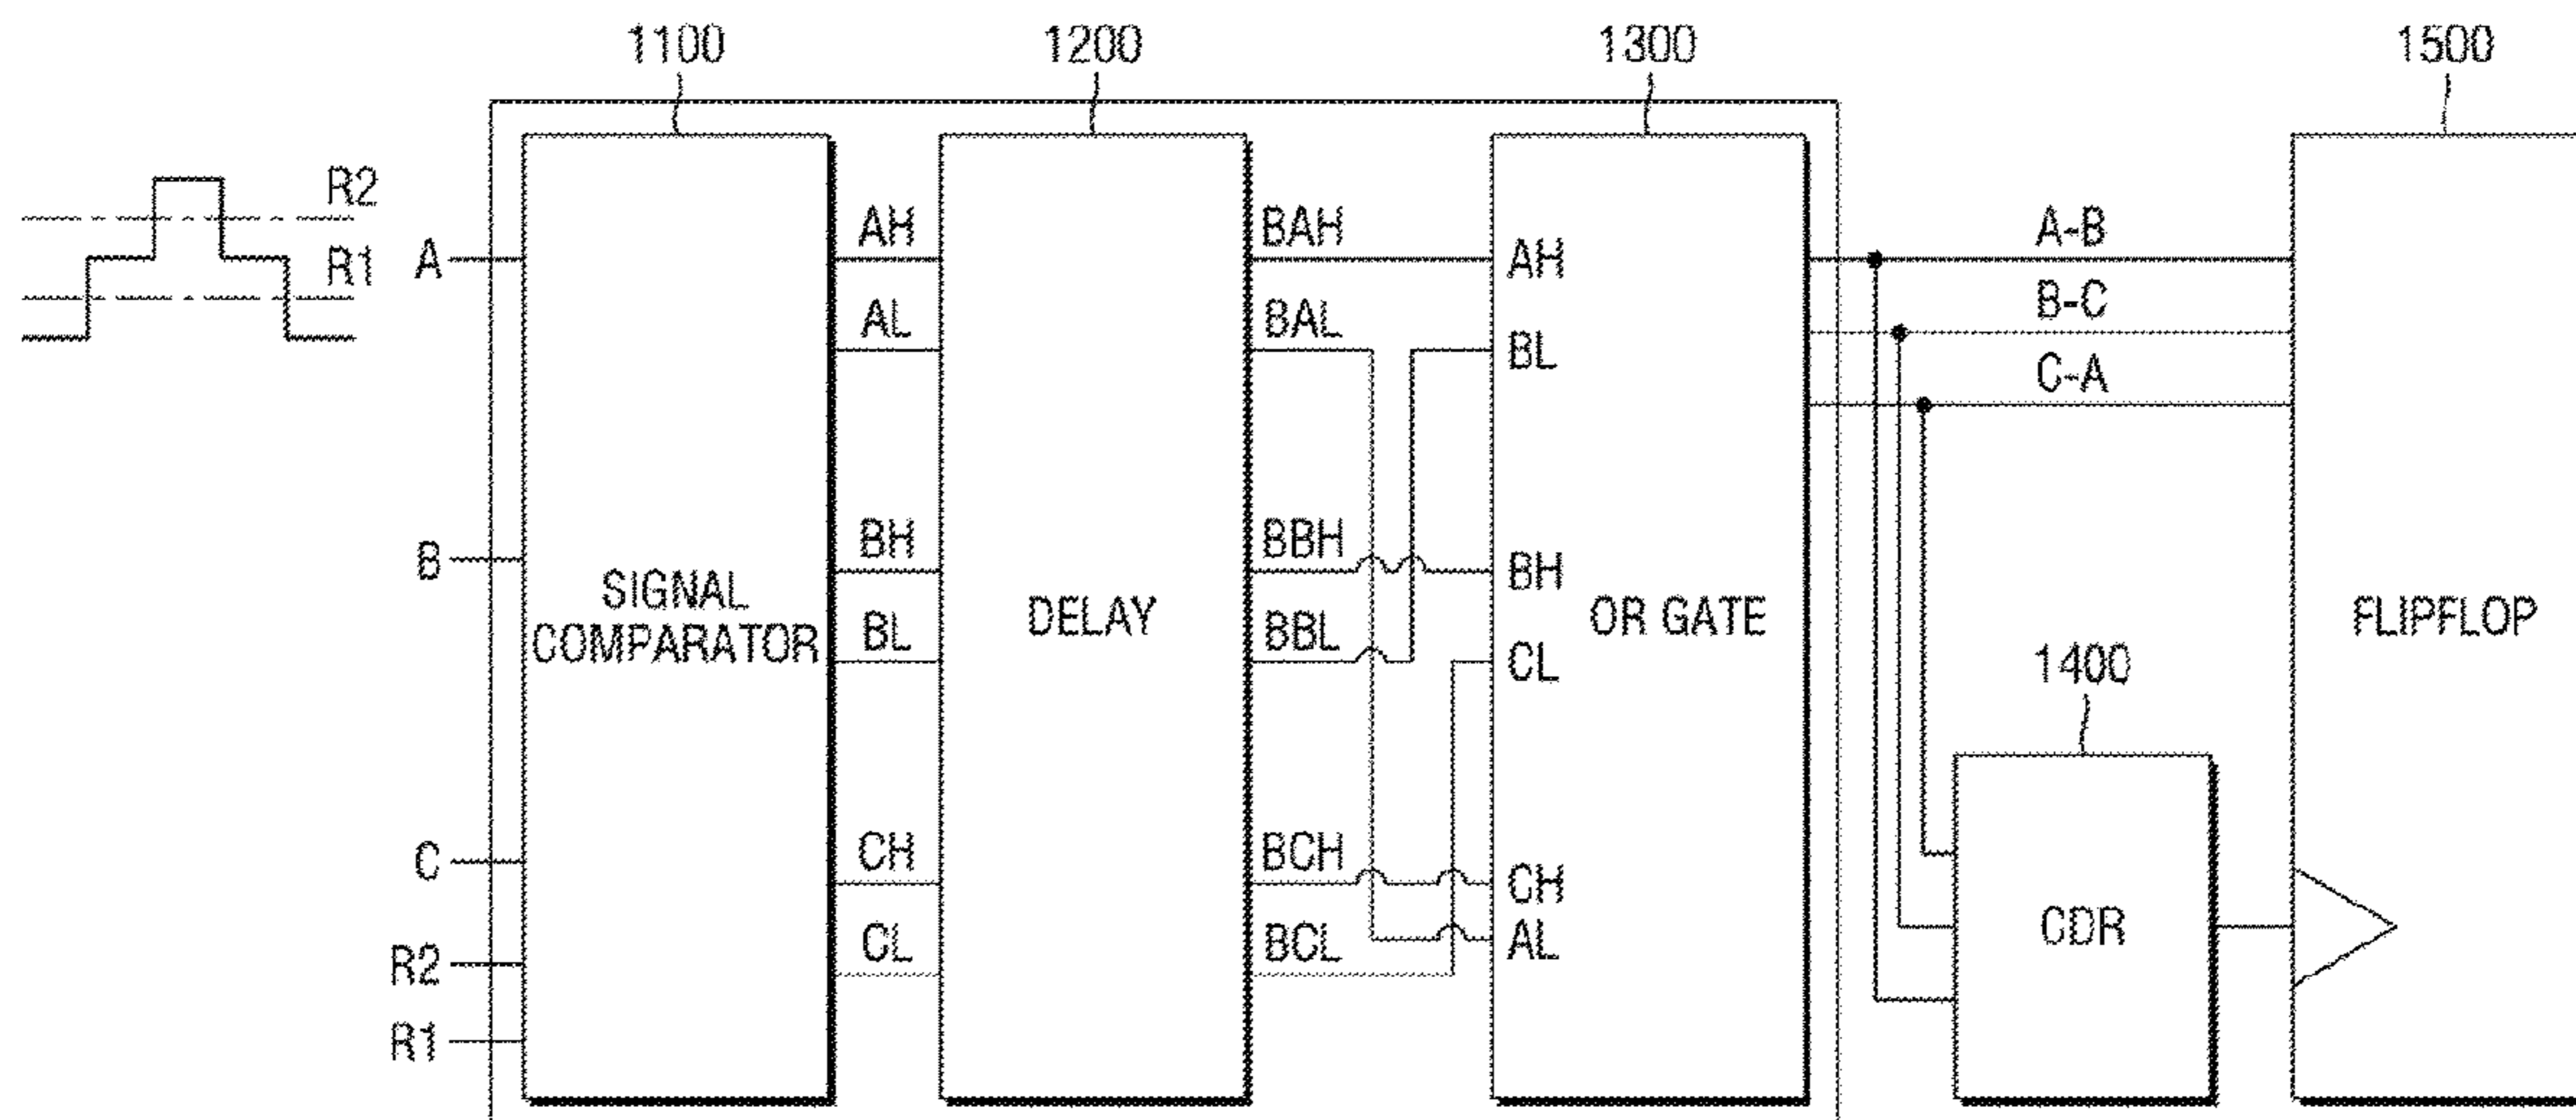 1100
1200
1300
1500
R2
R1
A
B
C
R2
R1
SIGNAL
COMPARATOR
AH
AL
BH
BL
CH
CL
DELAY
BAH
BAL
BBH
BBL
BCH
BCL
AH
BL
BH
CL
CH
AL
OR GATE
A-B
B-C
C-A
1400
CDR
FLIPFLOP